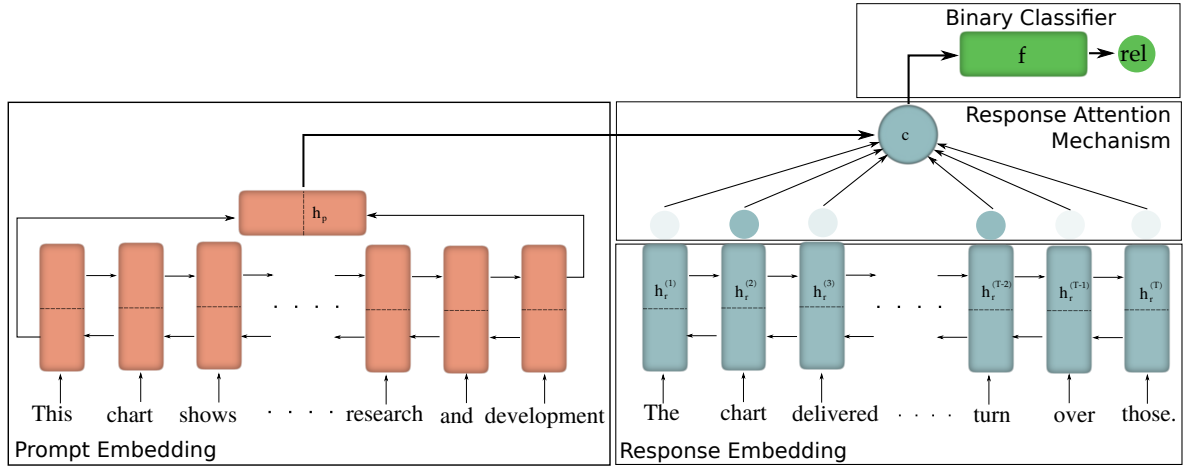 Binary Classifier
f
rel
Response Attention
Mechanism
c
h_p
h_r^(1) h_r^(2) h_r^(3) h_r^(T-2) h_r^(T-1) h_r^(T)
This chart shows . . . . research and development
The chart delivered . . . . turn over those.
Prompt Embedding
Response Embedding